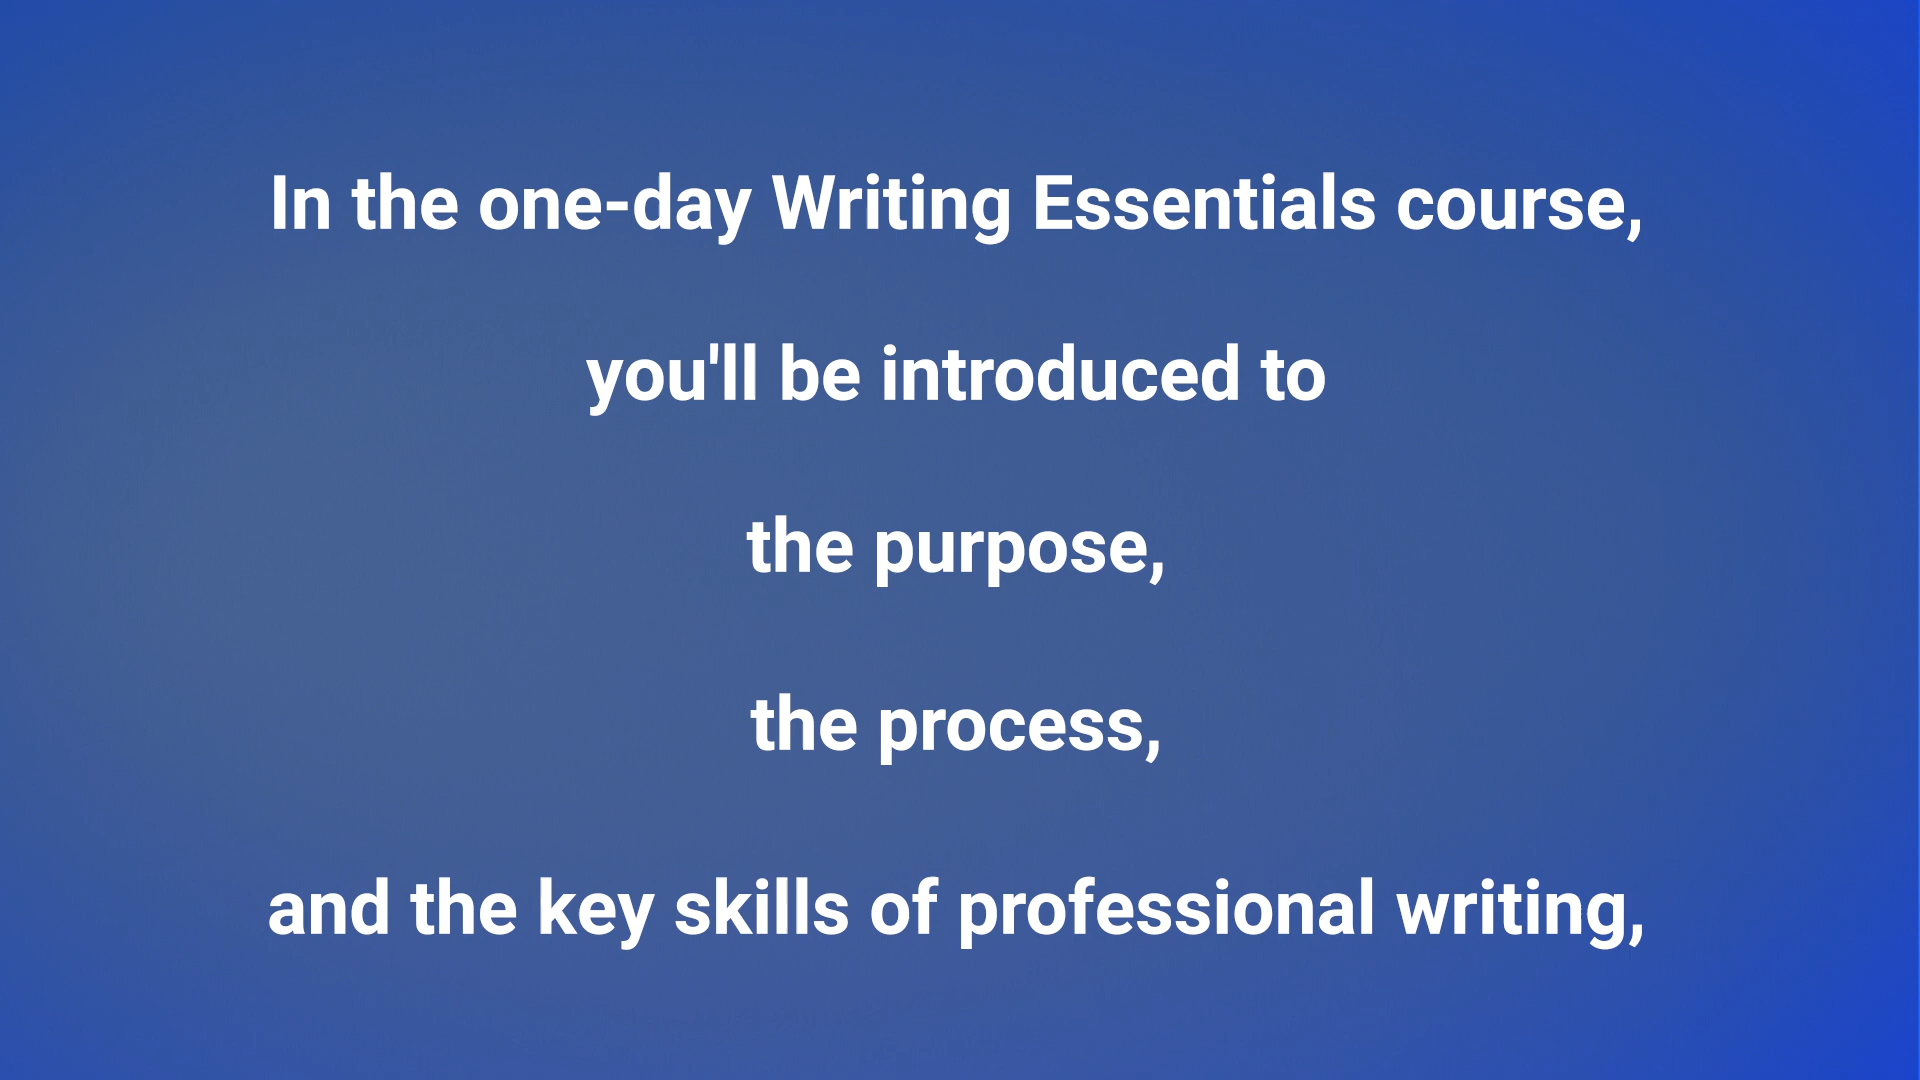 In the one-day Writing Essentials course,
you'll be introduced to
the purpose,
the process,
and the key skills of professional writing,